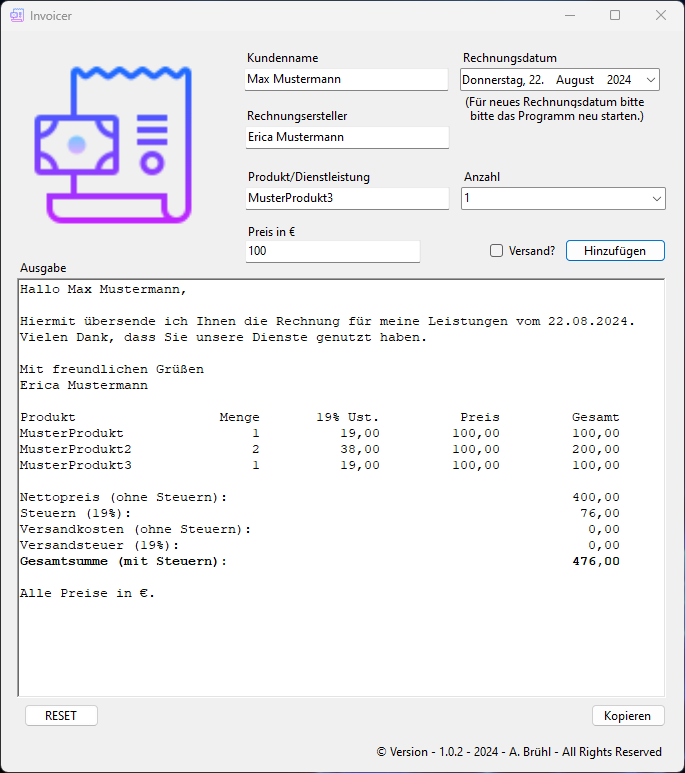 Invoicer
Kundenname
Rechnungsdatum
Max Mustermann
Donnerstag, 22. August 2024
(Für neues Rechnungsdatum bitte
bitte das Programm neu starten.)
Rechnungsersteller
Erica Mustermann
Produkt/Dienstleistung
Anzahl
MusterProdukt3
1
Preis in €
100
Versand?
Hinzufügen
Ausgabe
Hallo Max Mustermann,
Hiermit übersende ich Ihnen die Rechnung für meine Leistungen vom 22.08.2024.
Vielen Dank, dass Sie unsere Dienste genutzt haben.
Mit freundlichen Grüßen
Erica Mustermann
Produkt Menge 19% Ust. Preis Gesamt
MusterProdukt 1 19,00 100,00 100,00
MusterProdukt2 2 38,00 100,00 200,00
MusterProdukt3 1 19,00 100,00 100,00
Nettopreis (ohne Steuern): 400,00
Steuern (19%): 76,00
Versandkosten (ohne Steuern): 0,00
Versandsteuer (19%): 0,00
Gesamtsumme (mit Steuern): 476,00
Alle Preise in €.
RESET
Kopieren
© Version - 1.0.2 - 2024 - A. Brühl - All Rights Reserved